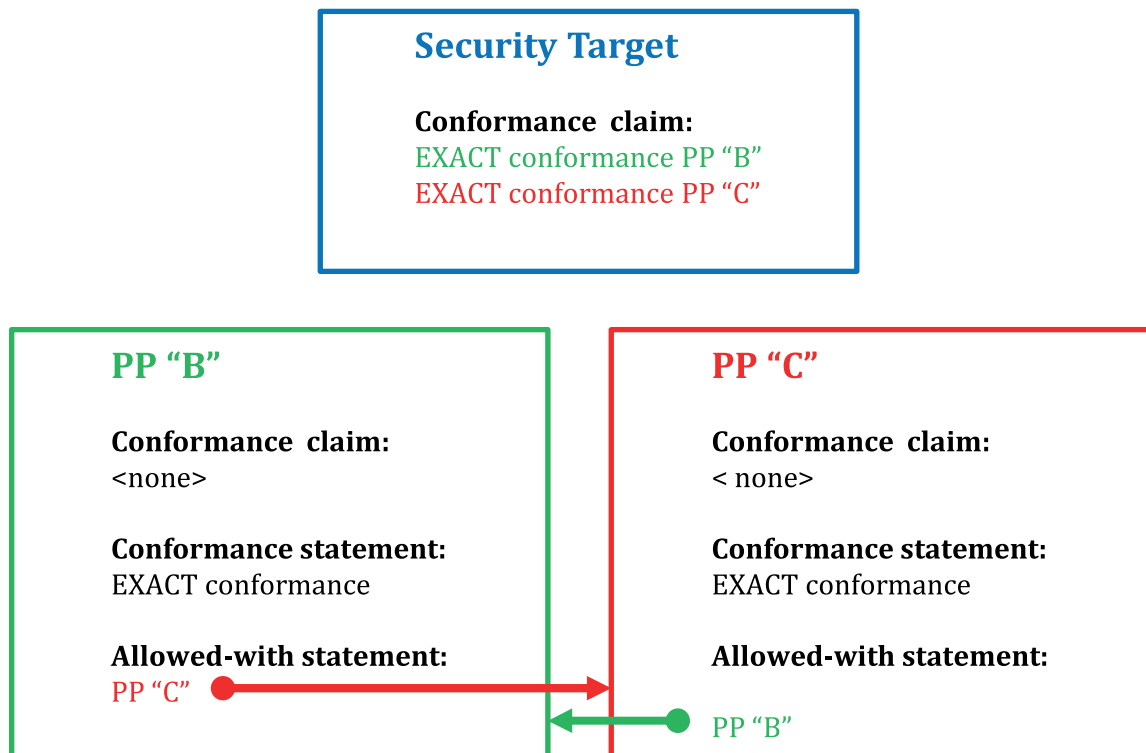 Security Target
Conformance claim:
EXACT conformance PP “B”
EXACT conformance PP “C”
PP “B”
Conformance claim:
<none>
Conformance statement:
EXACT conformance
Allowed-with statement:
PP “C”
PP “C”
Conformance claim:
< none>
Conformance statement:
EXACT conformance
Allowed-with statement:
PP “B”